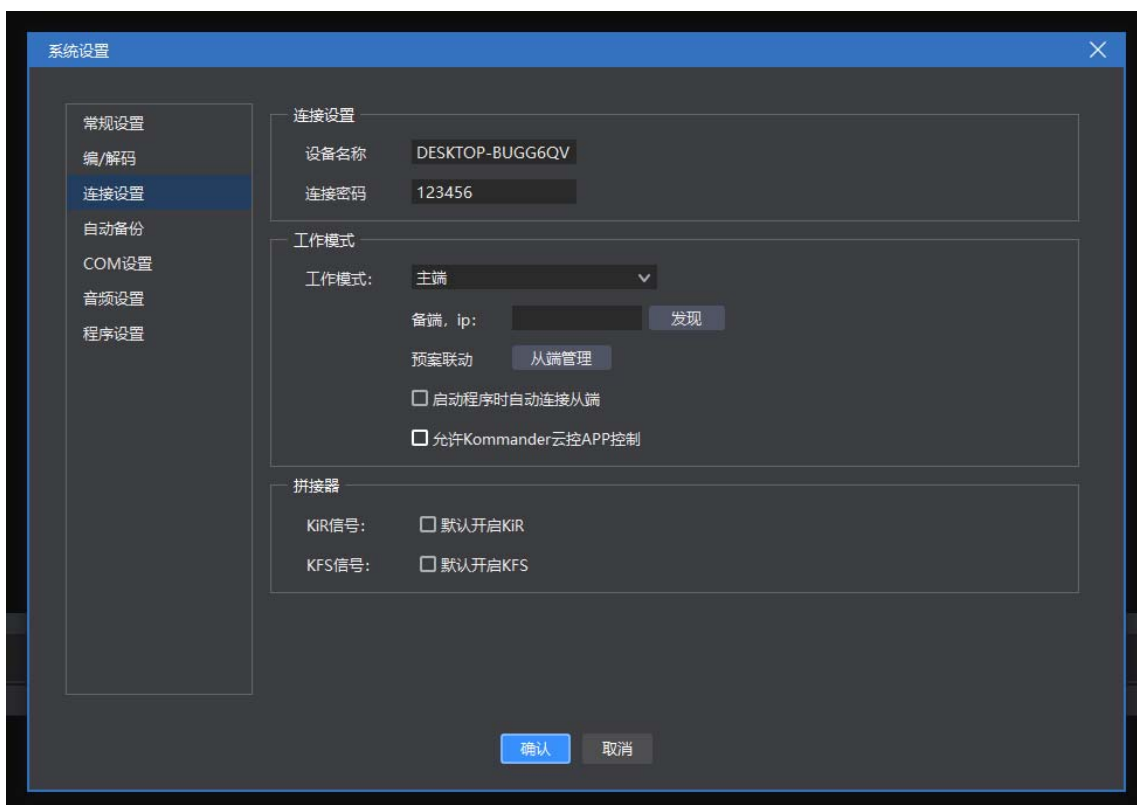 系统设置
常规设置
编/解码
连接设置
自动备份
COM设置
音频设置
程序设置
连接设置
设备名称 DESKTOP-BUGG6QV
连接密码 123456
工作模式
工作模式: 主端
备端, ip: 发现
预案联动 从端管理
启动程序时自动连接从端
允许Kommander云控APP控制
拼接器
KiR信号: 默认开启KiR
KFS信号: 默认开启KFS
确认 取消